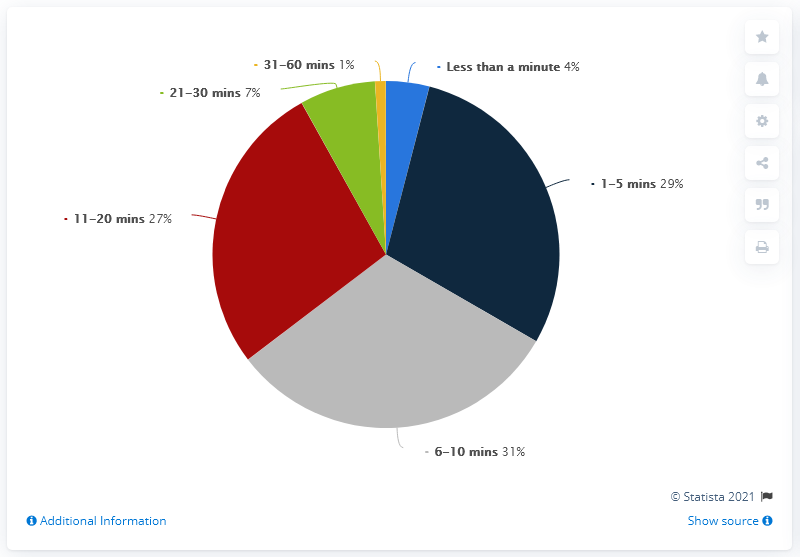 31–60 mins 1%
Less than a minute 4%
21–30 mins 7%
1–5 mins 29%
11–20 mins 27%
6–10 mins 31%
© Statista 2021
Additional Information
Show source